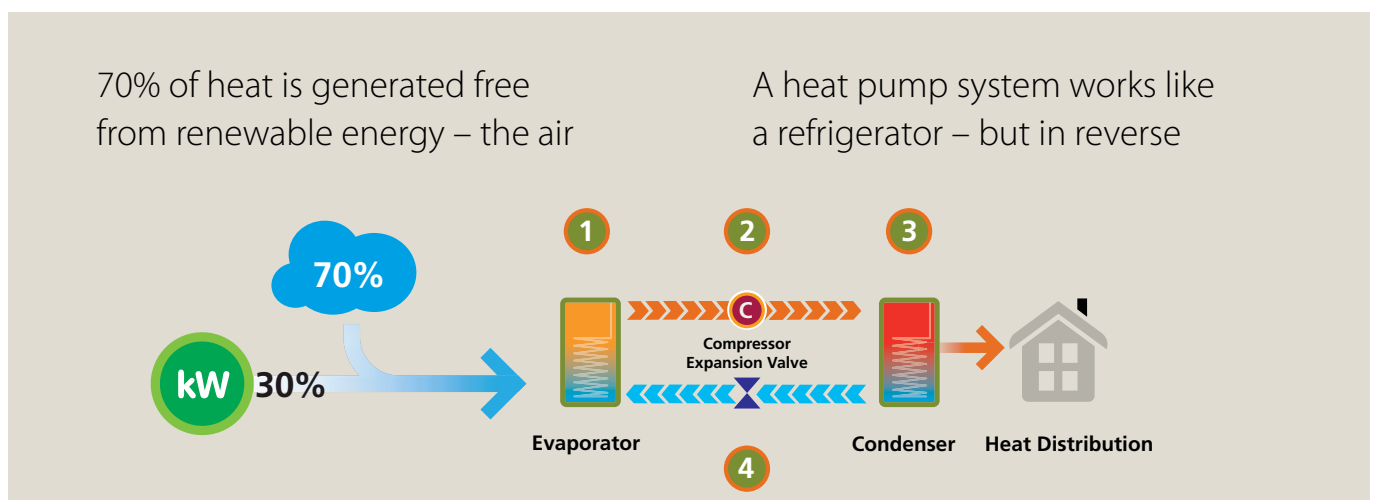 70% of heat is generated free
from renewable energy – the air
A heat pump system works like
a refrigerator – but in reverse
1
2
3
70%
C
Compressor
Expansion Valve
kW
30%
Evaporator
Condenser
Heat Distribution
4